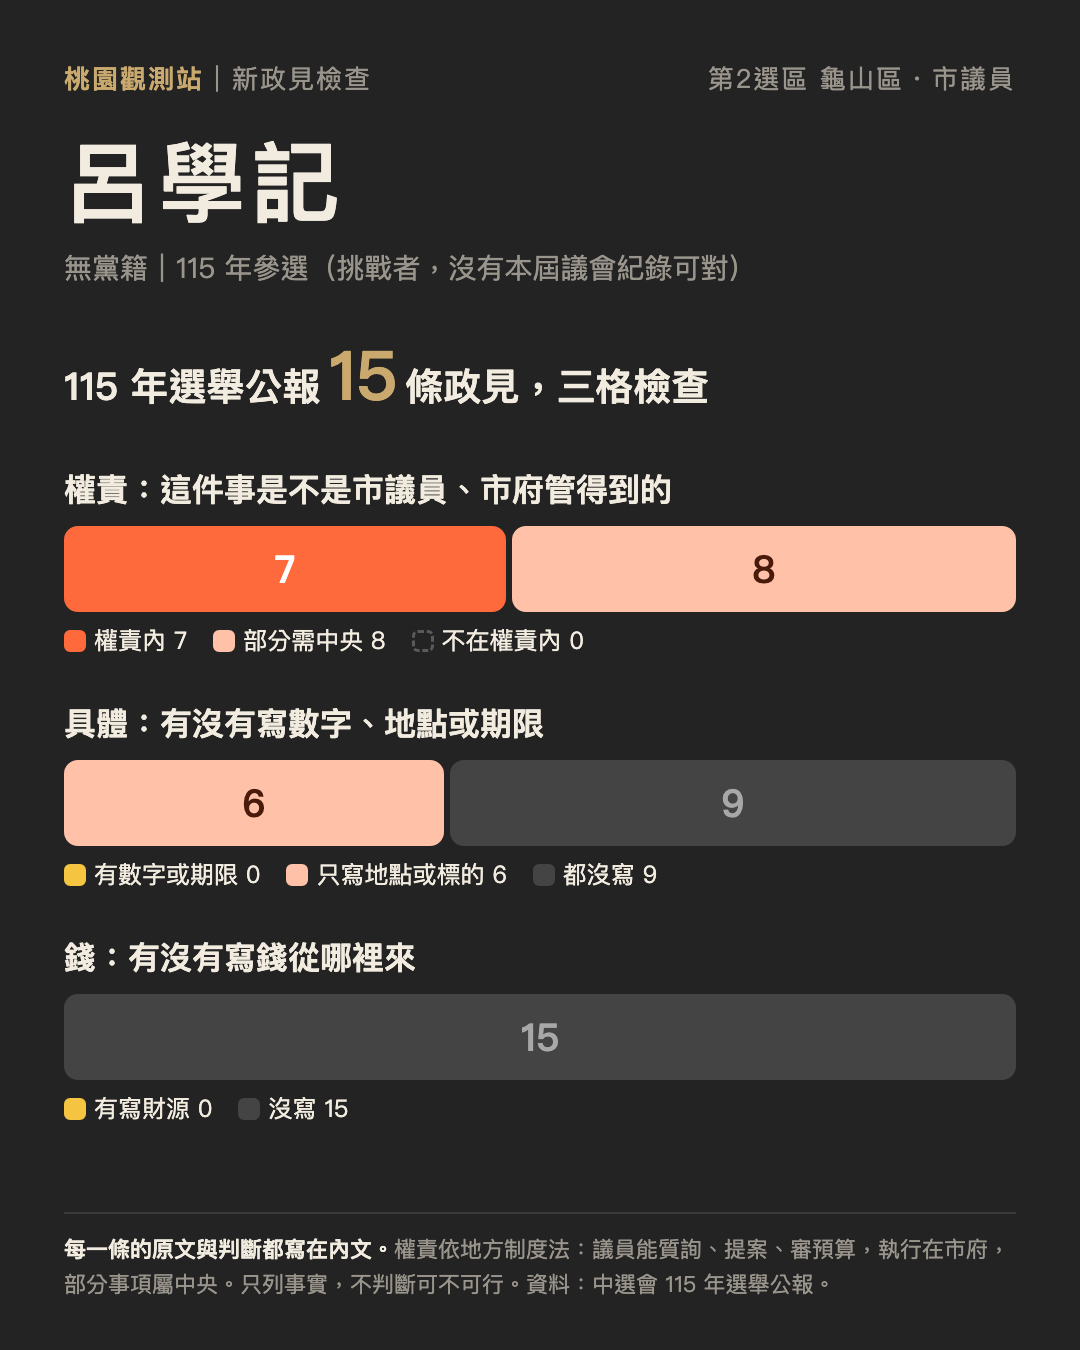 桃園觀測站｜新政見檢查
第2選區 龜山區・市議員
呂學記
無黨籍｜115 年參選（挑戰者，沒有本屆議會紀錄可對）
115 年選舉公報 15 條政見，三格檢查
權責：這件事是不是市議員、市府管得到的
7
8
權責內 7 部分需中央 8 不在權責內 0
具體：有沒有寫數字、地點或期限
6
9
有數字或期限 0 只寫地點或標的 6 都沒寫 9
錢：有沒有寫錢從哪裡來
15
有寫財源 0 沒寫 15
每一條的原文與判斷都寫在內文。權責依地方制度法：議員能質詢、提案、審預算，執行在市府，
部分事項屬中央。只列事實，不判斷可不可行。資料：中選會 115 年選舉公報。